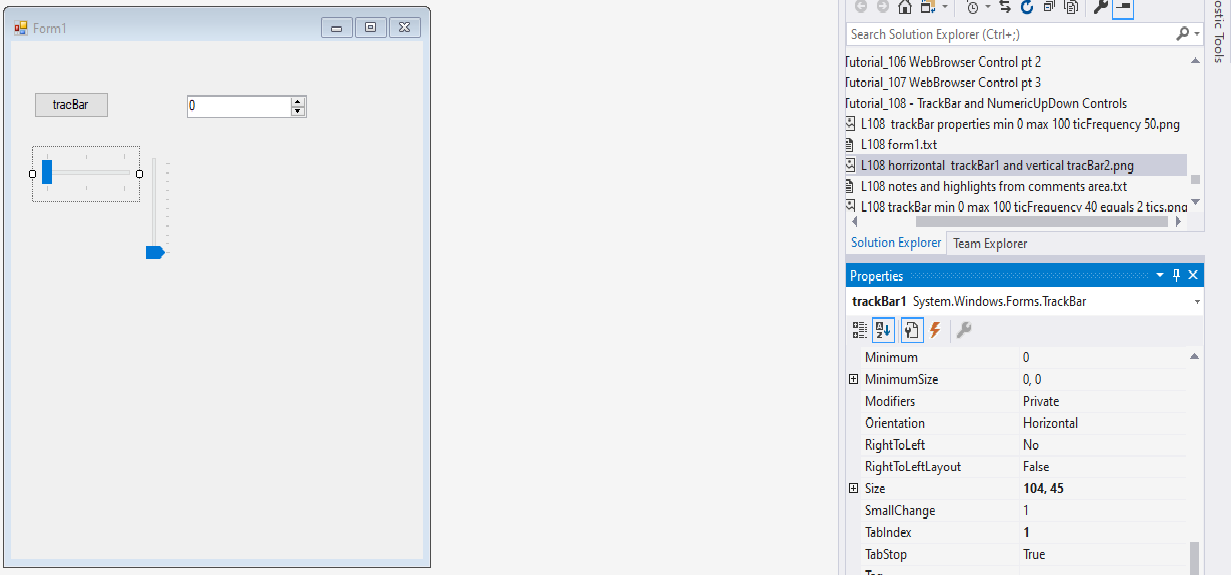 Form1
tracBar
0
ostic Tools
Search Solution Explorer (Ctrl+;)
Tutorial_106 WebBrowser Control pt 2
Tutorial_107 WebBrowser Control pt 3
Tutorial_108 - TrackBar and NumericUpDown Controls
L108 trackBar properties min 0 max 100 ticFrequency 50.png
L108 form1.txt
L108 horrizontal trackBar1 and vertical tracBar2.png
L108 notes and highlights from comments area.txt
L108 trackBar min 0 max 100 ticFrequency 40 equals 2 tics.png
Solution Explorer Team Explorer
Properties
trackBar1 System.Windows.Forms.TrackBar
Minimum 0
MinimumSize 0, 0
Modifiers Private
Orientation Horizontal
RightToLeft No
RightToLeftLayout False
Size 104, 45
SmallChange 1
TabIndex 1
TabStop True
Tag